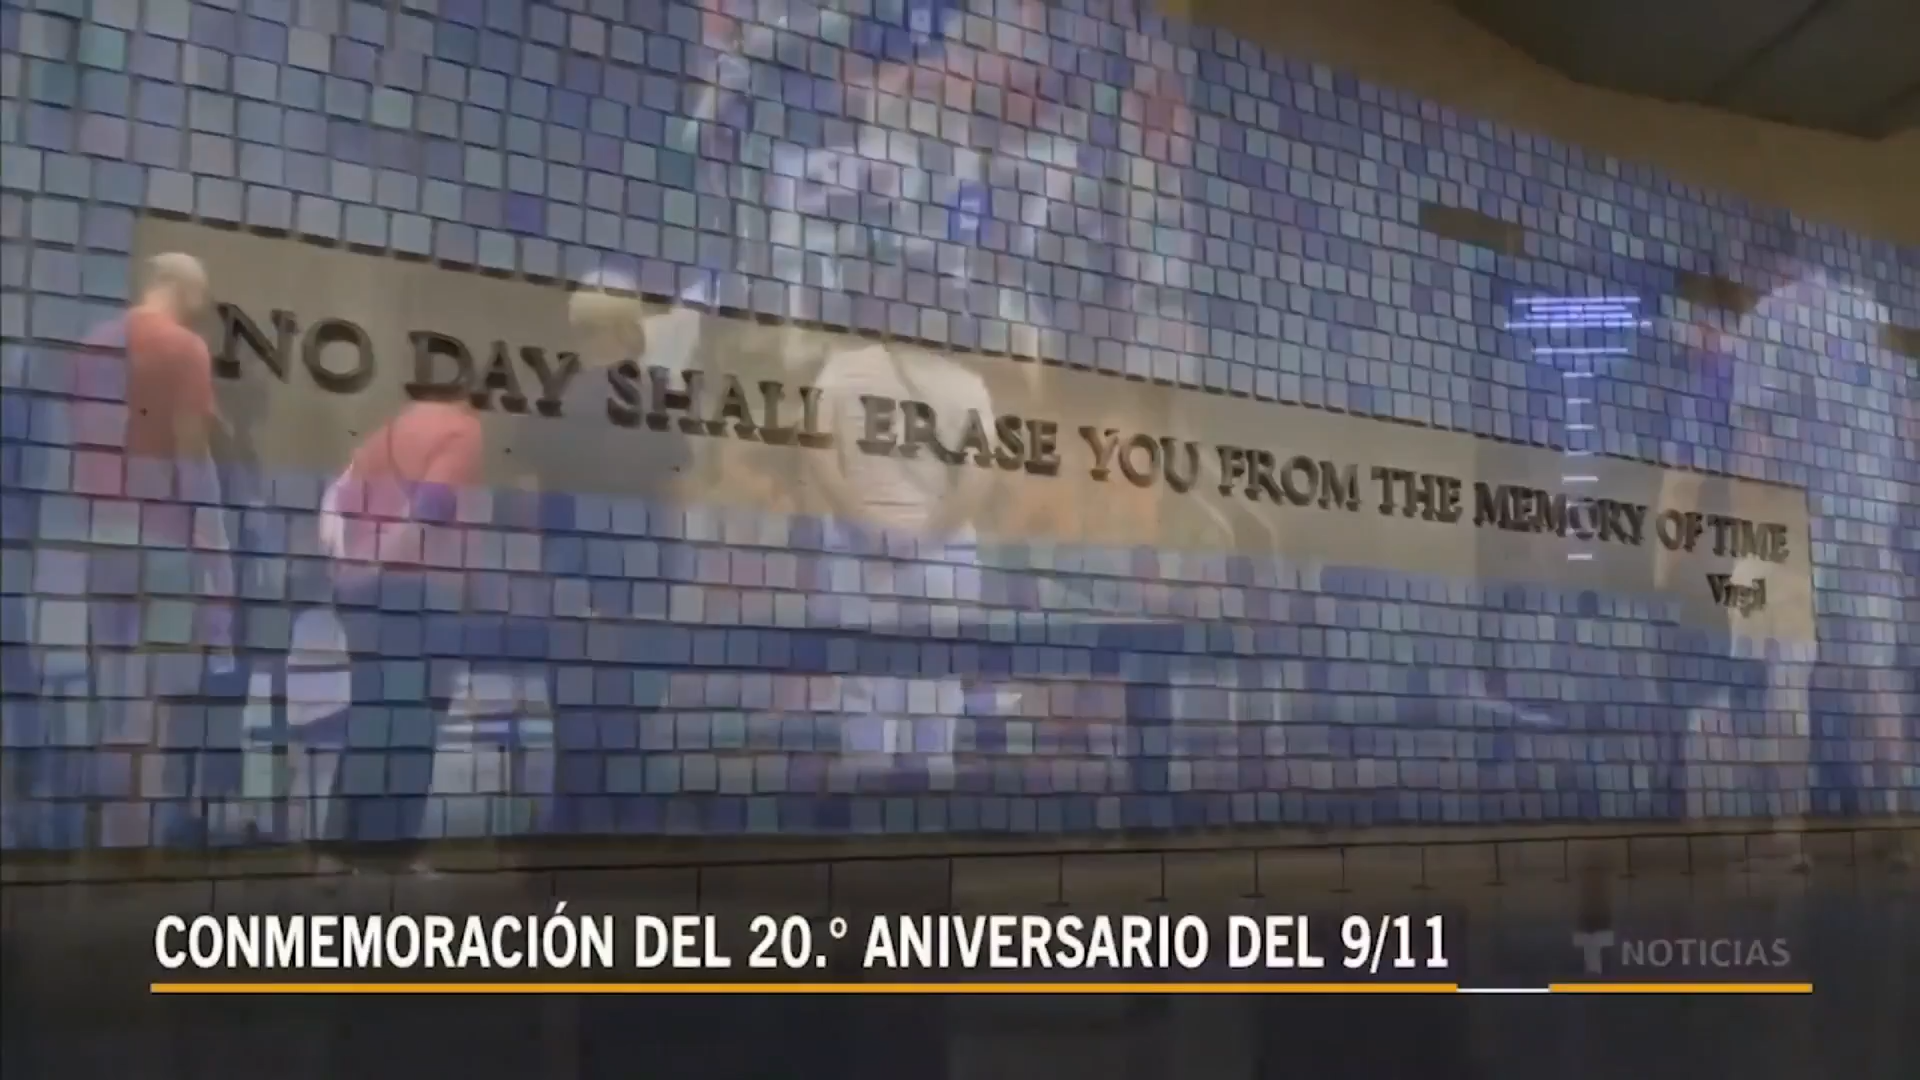 NO DAY SHALL ERASE YOU FROM THE MEMORY OF TIME
Virgil
CONMEMORACIÓN DEL 20.º ANIVERSARIO DEL 9/11
T NOTICIAS